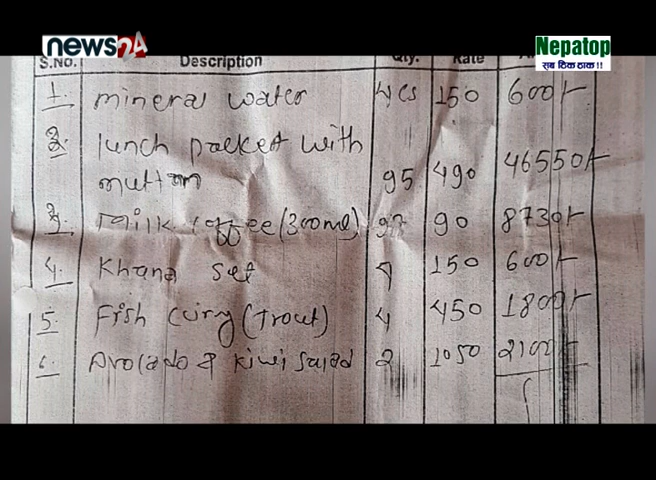 news24
Nepatop
सब ठिकठाक !!
S.No. Description Qty. Rate
1. mineral water 4cs 150 600/-
2. lunch packet with
mutton 95 490 46550/-
3. milk coffee (300ml) 97 90 8730/-
4. Khana set 4 150 600/-
5. Fish curry (Trout) 4 450 1800/-
6. Avocado & Kiwi Salad 2 1050 2100/-